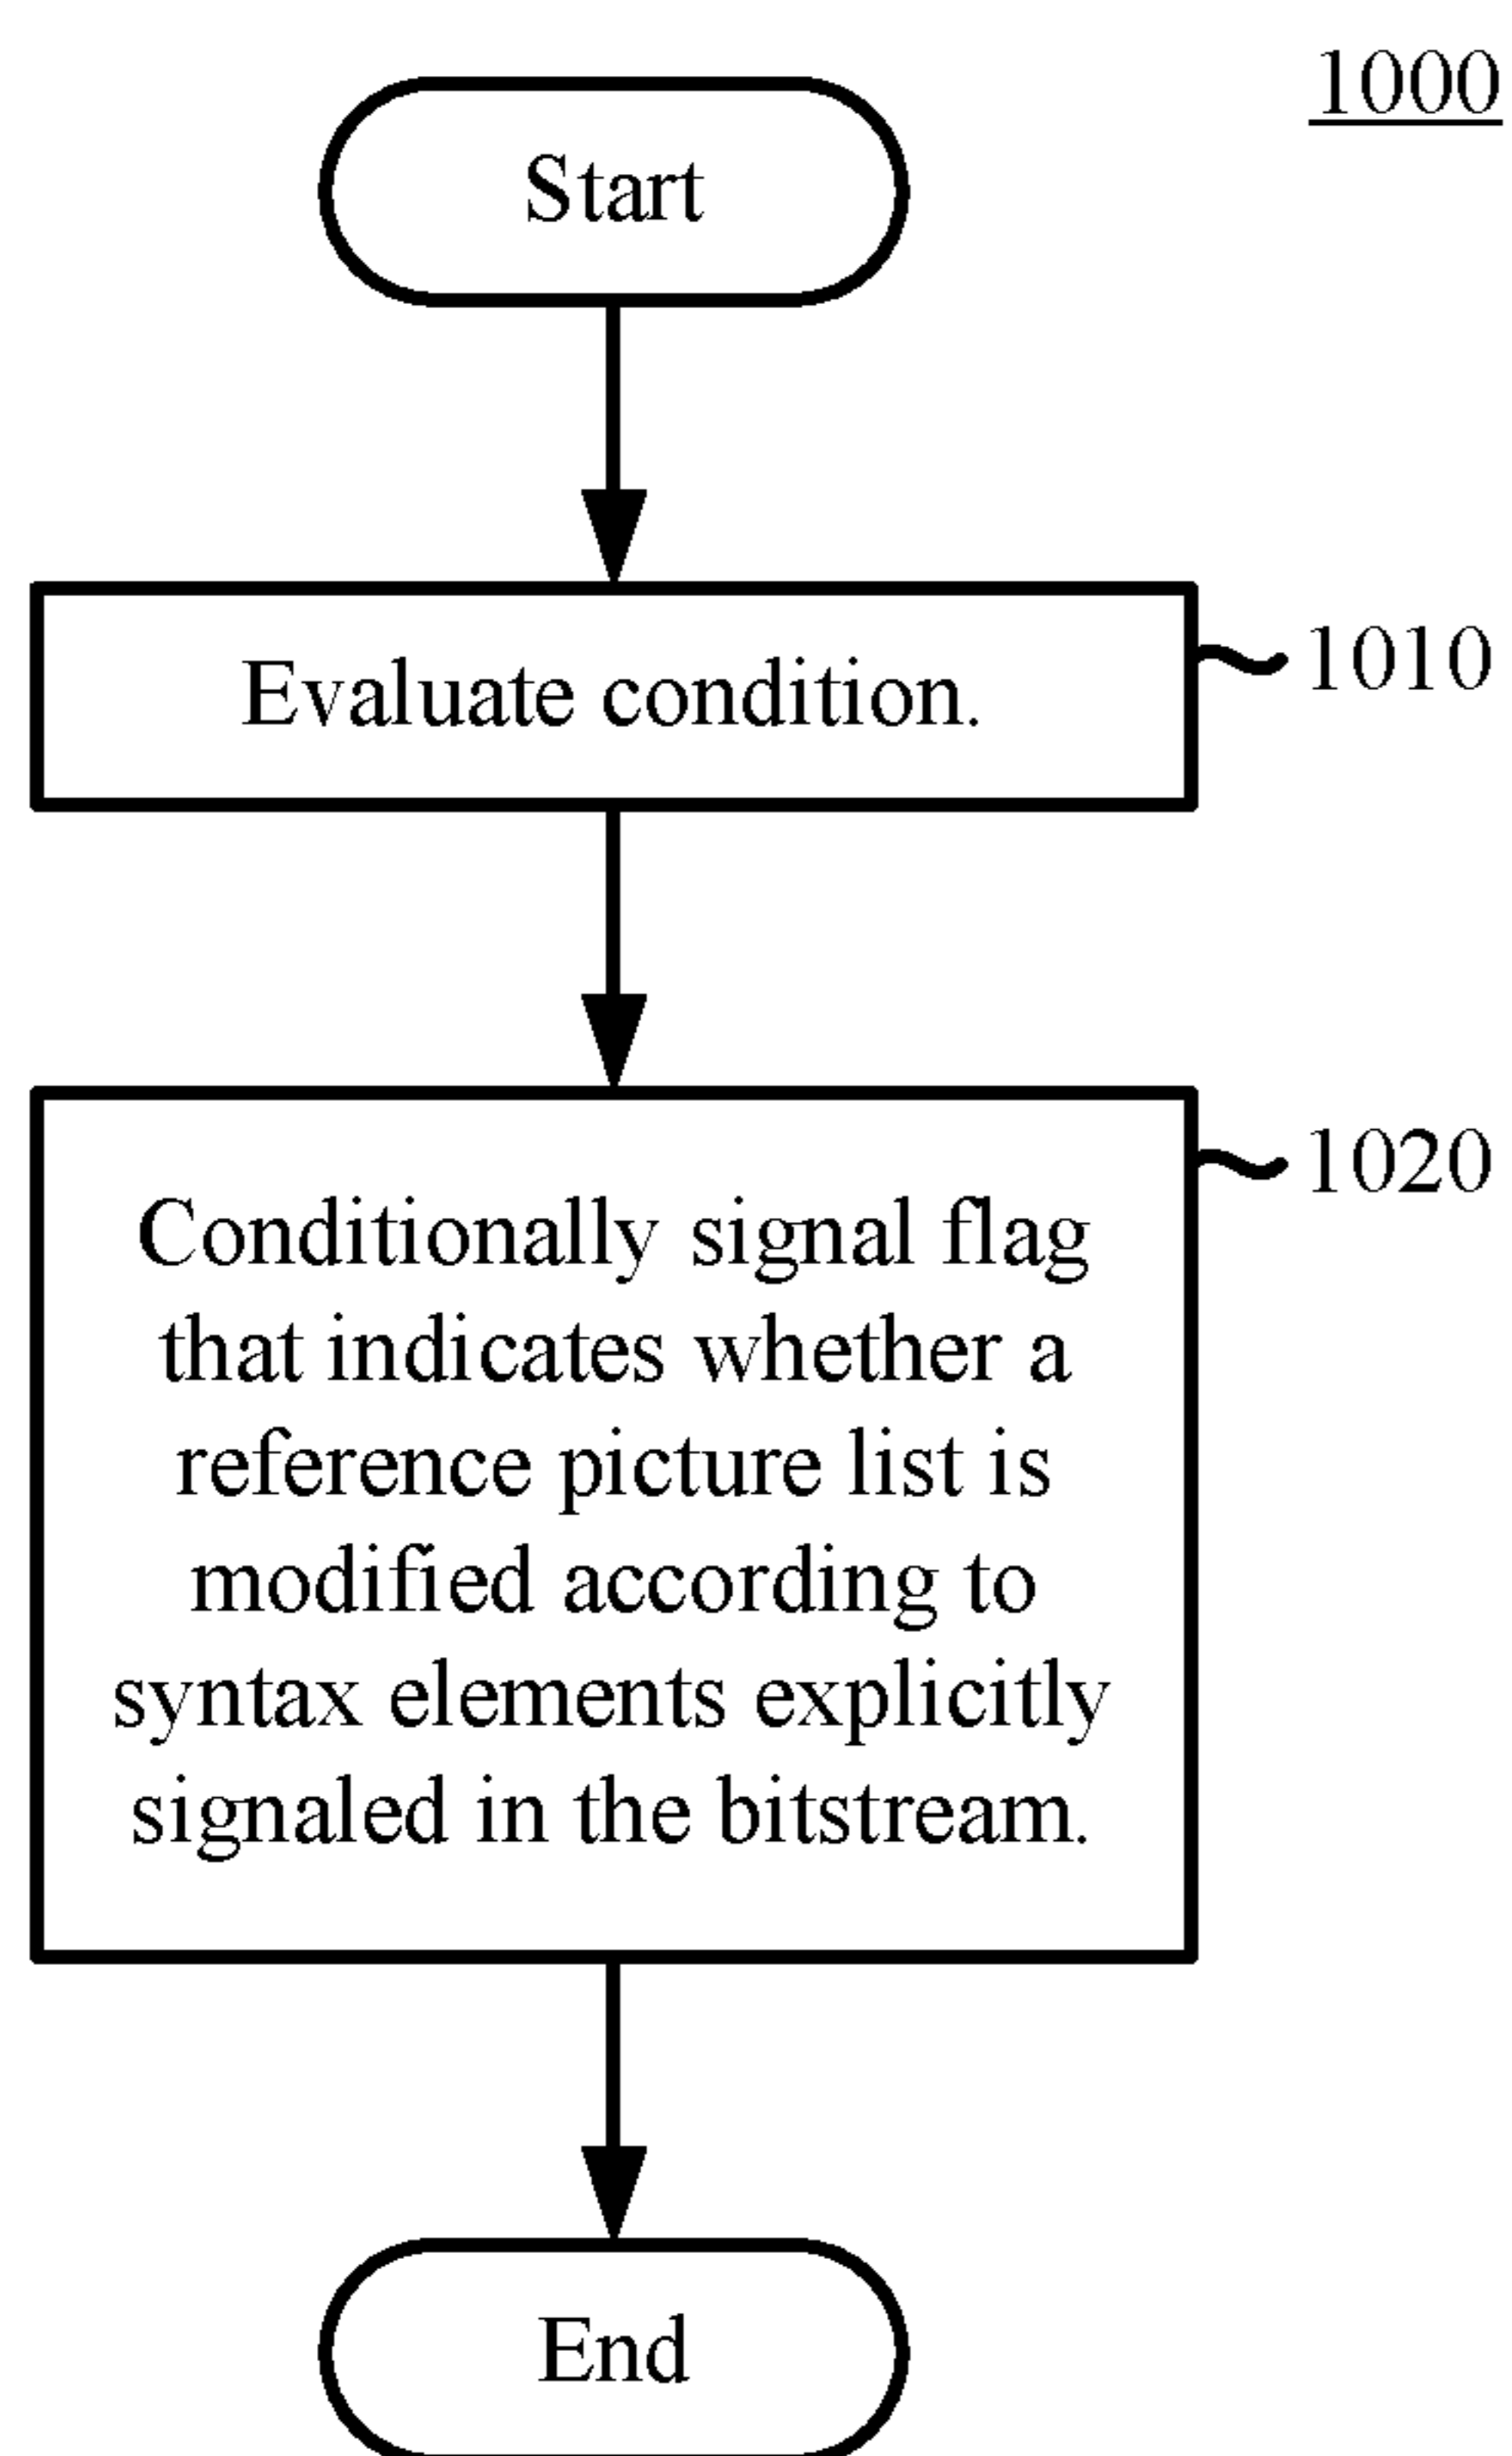 1000
Start
Evaluate condition.
1010
1020
Conditionally signal flag
that indicates whether a
reference picture list is
modified according to
syntax elements explicitly
signaled in the bitstream.
End